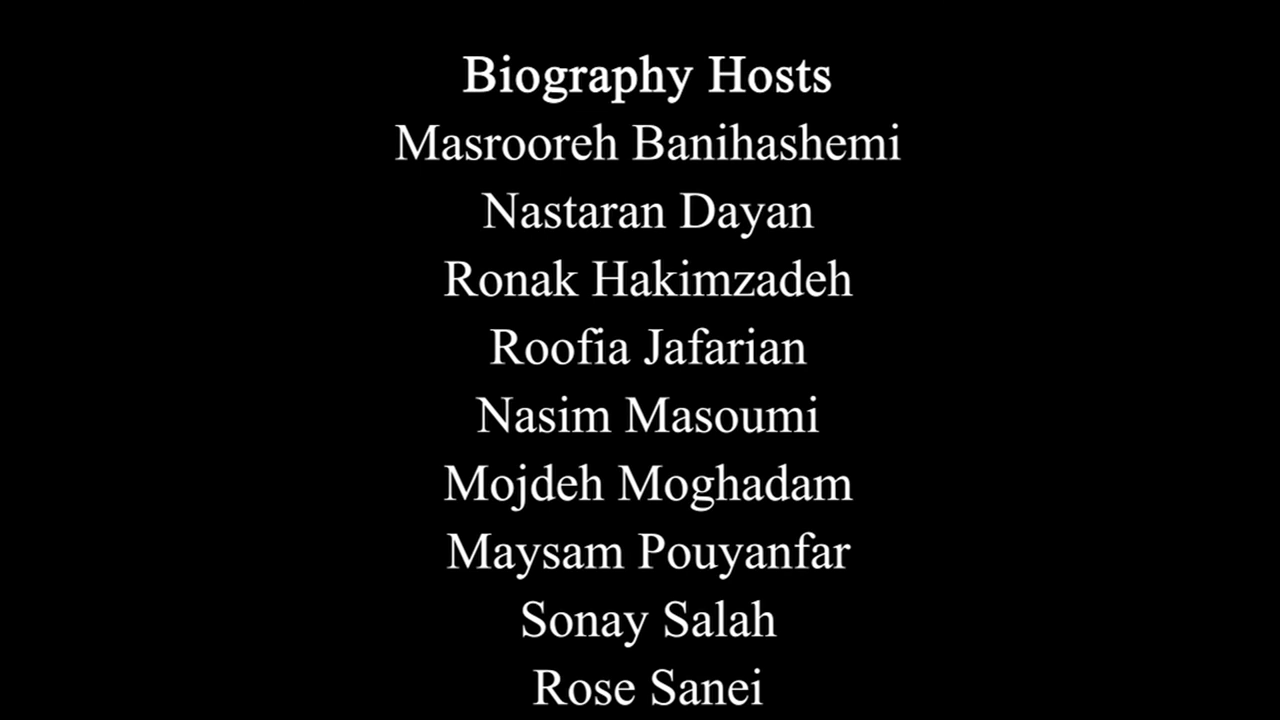 Biography Hosts
Masrooreh Banihashemi
Nastaran Dayan
Ronak Hakimzadeh
Roofia Jafarian
Nasim Masoumi
Mojdeh Moghadam
Maysam Pouyanfar
Sonay Salah
Rose Sanei